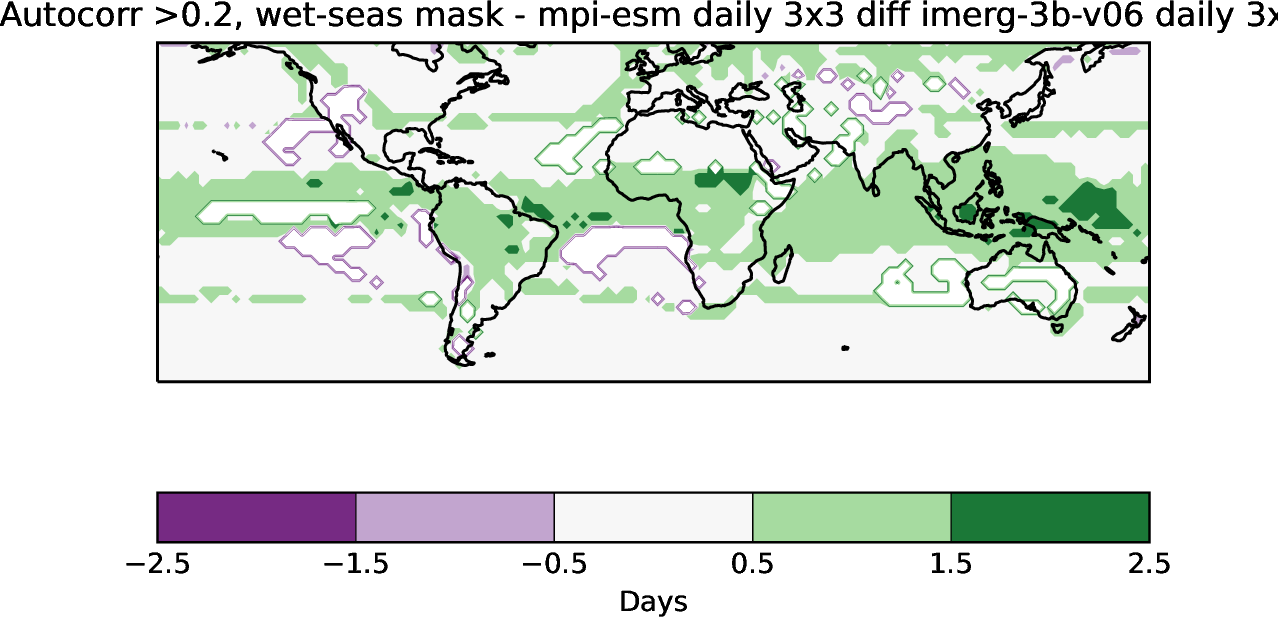 Autocorr >0.2, wet-seas mask - mpi-esm daily 3x3 diff imerg-3b-v06 daily 3x
−2.5 −1.5 −0.5 0.5 1.5 2.5
Days